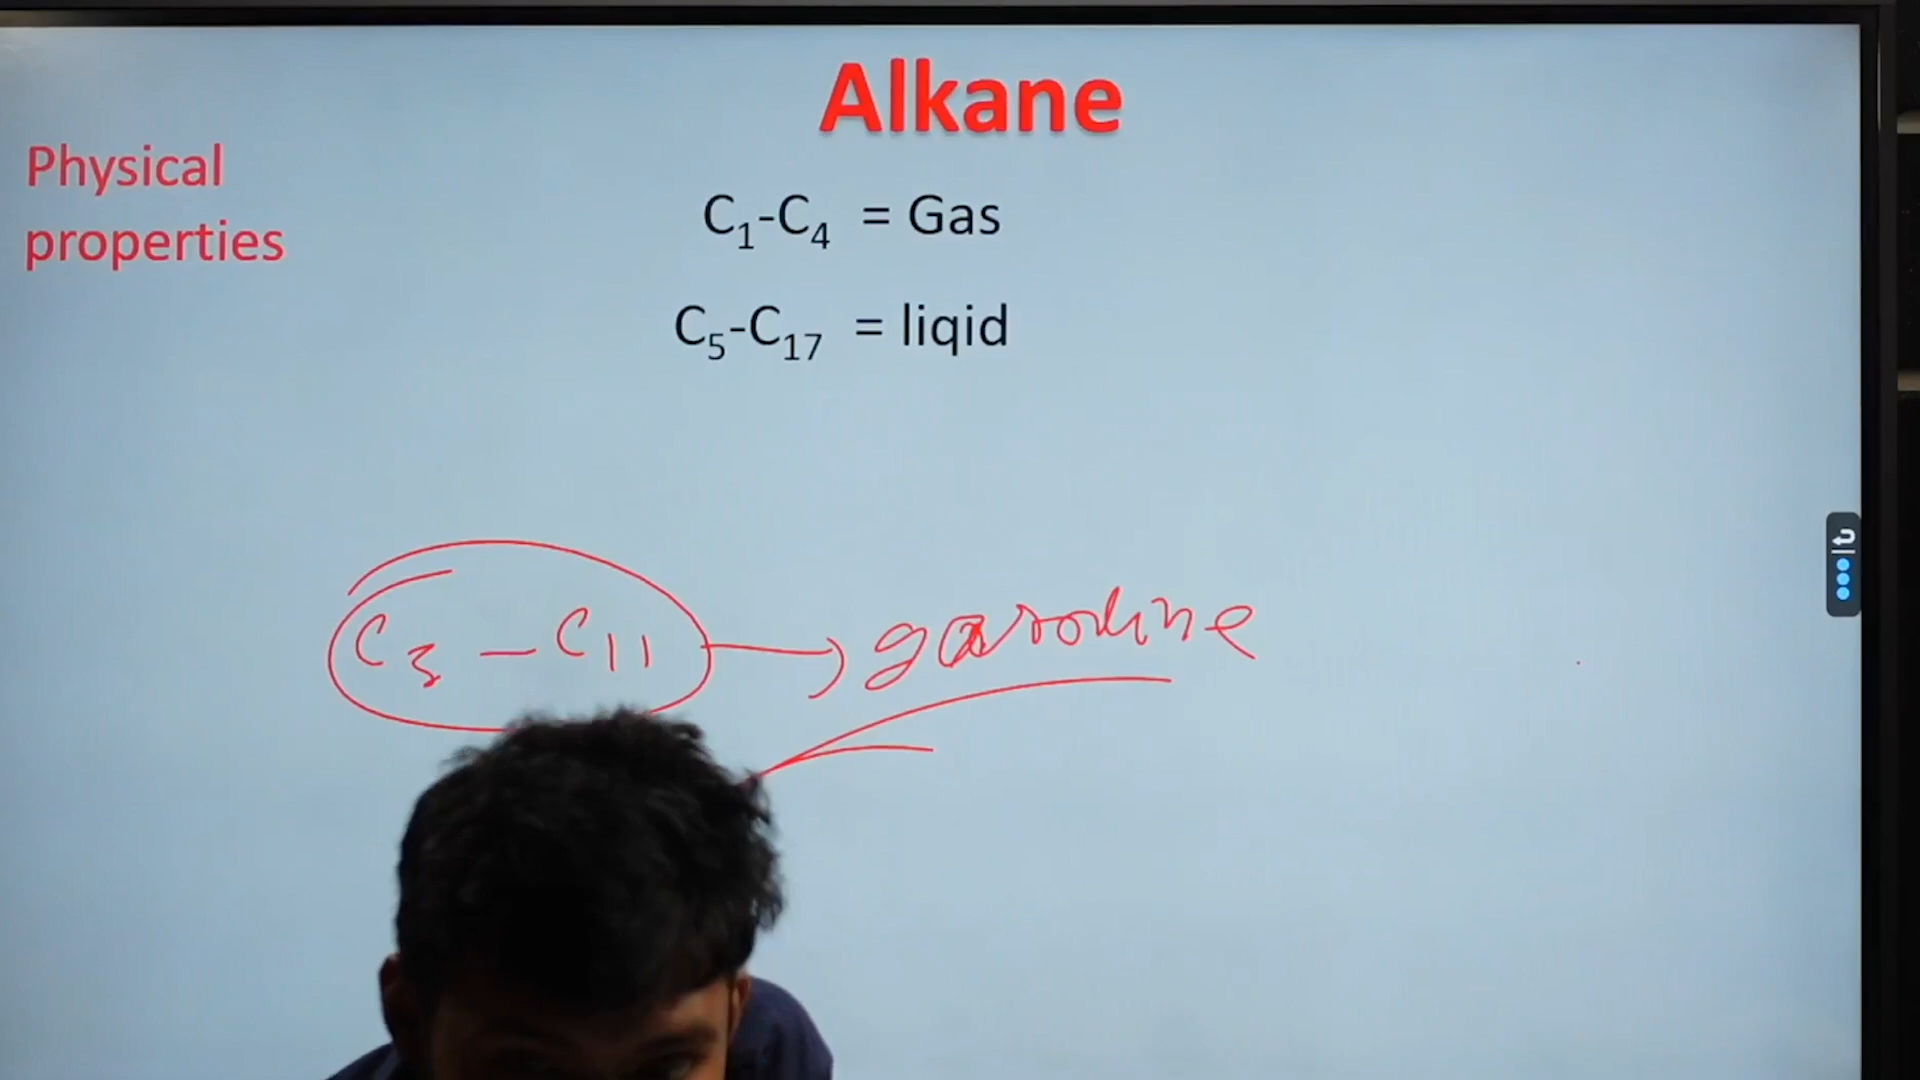 Alkane
Physical
properties
C₁-C₄ = Gas
C₅-C₁₇ = liqid
C₃ – C₁₁ → gasoline